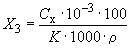 X₃ = (Cₓ · 10⁻³ · 100) / (K · 1000 · ρ)